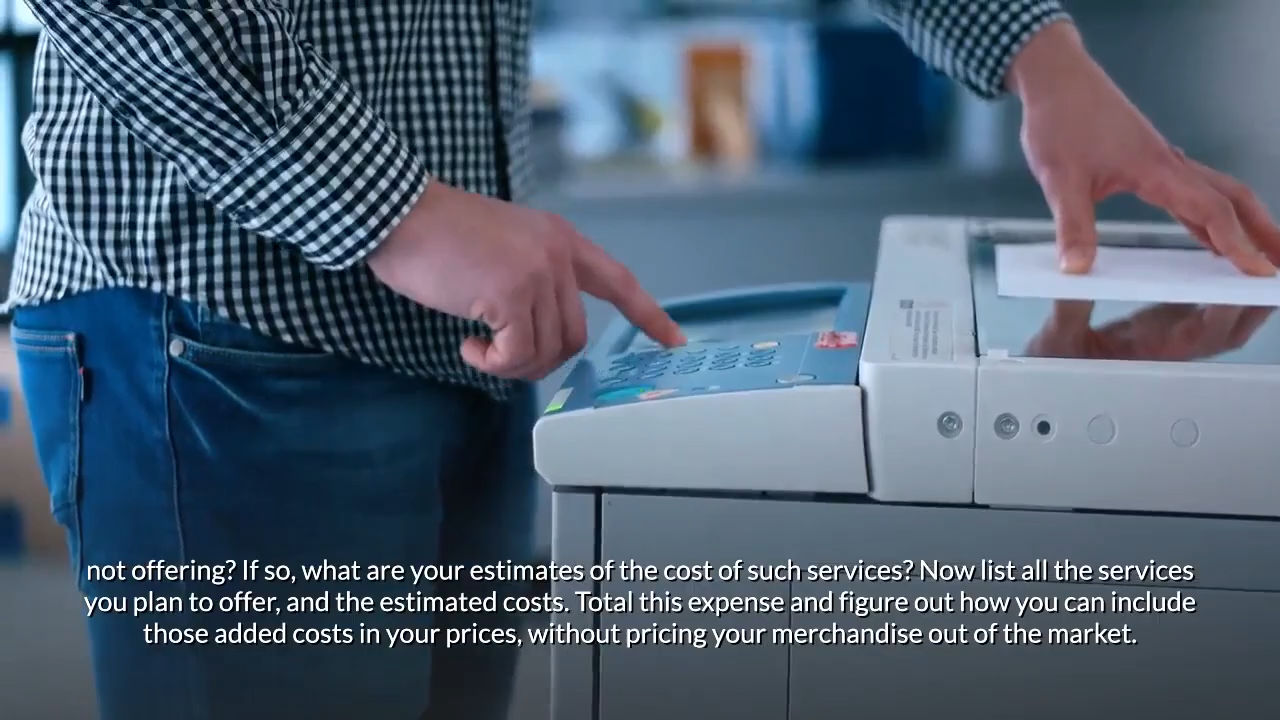 not offering? If so, what are your estimates of the cost of such services? Now list all the services
you plan to offer, and the estimated costs. Total this expense and figure out how you can include
those added costs in your prices, without pricing your merchandise out of the market.